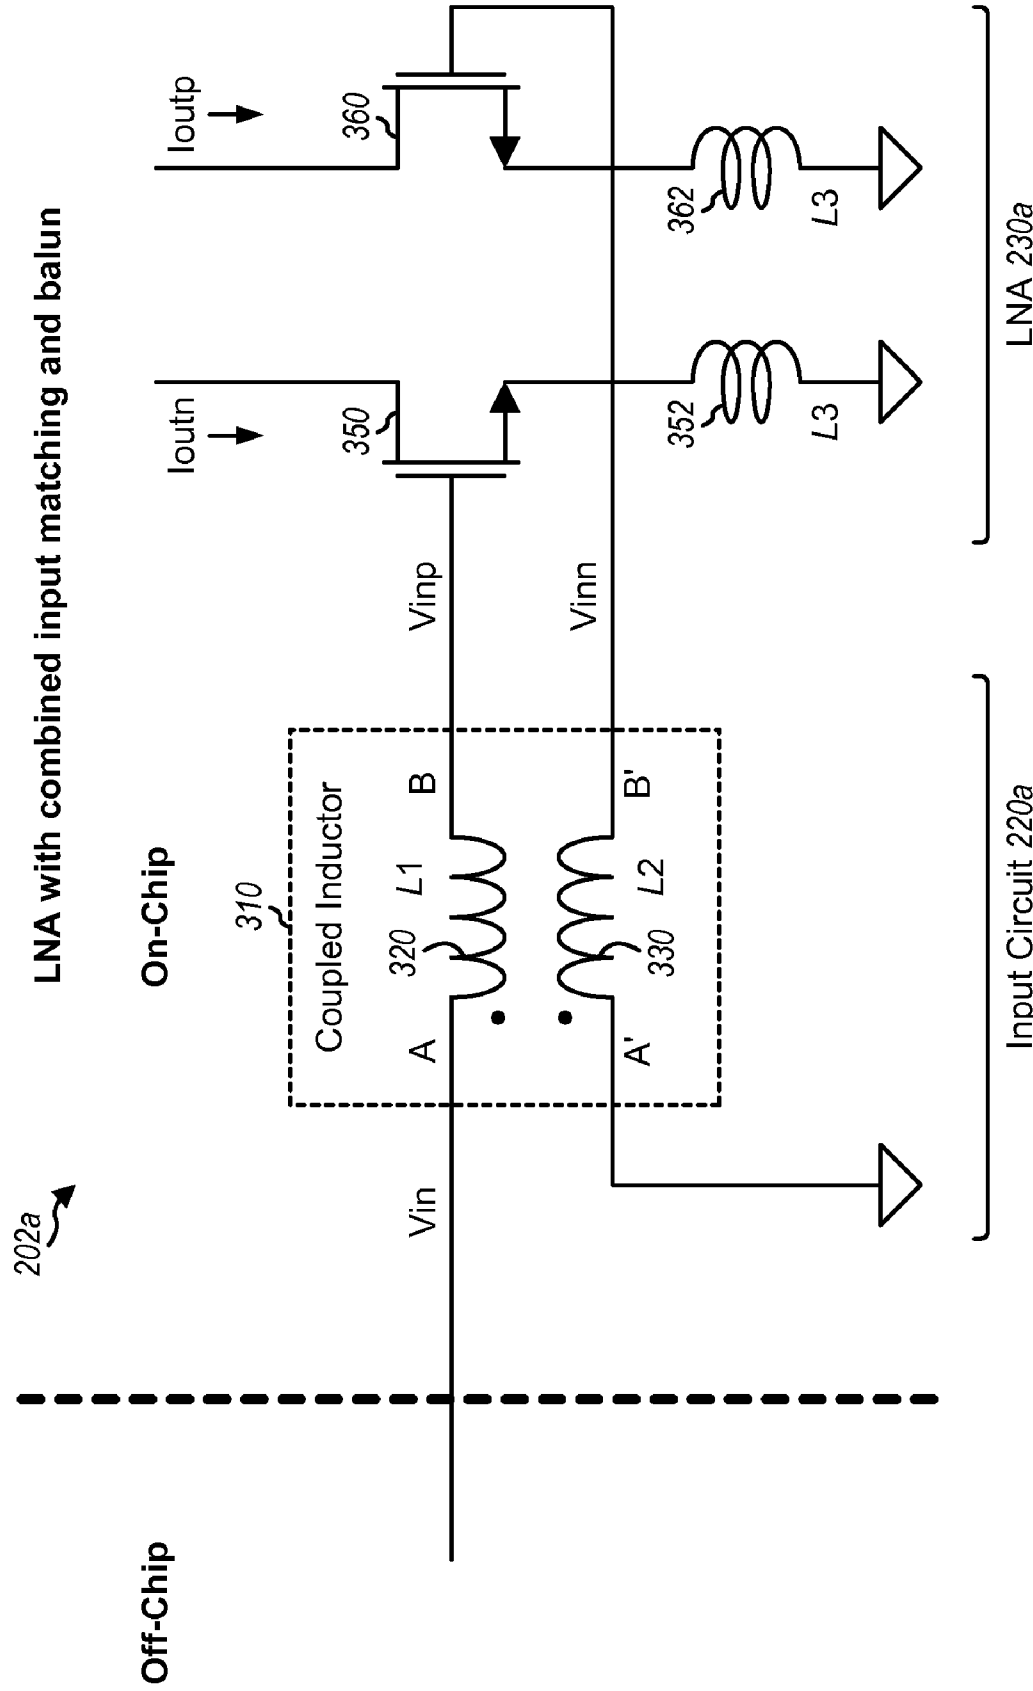 LNA with combined input matching and balun
202a
Off-Chip
On-Chip
Ioutn
Ioutp
310
Coupled Inductor
350
360
Vin
A
320
L1
B
Vinp
A'
330
L2
B'
Vinn
352
L3
362
L3
Input Circuit 220a
LNA 230a